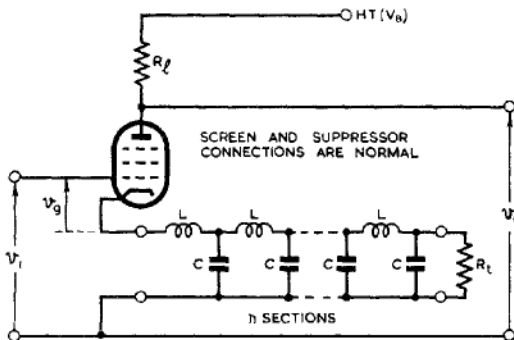 HT(V_B)
R_ℓ
SCREEN AND SUPPRESSOR
CONNECTIONS ARE NORMAL
v_g
L L L
v_i
C C C C
R_t
v
n SECTIONS